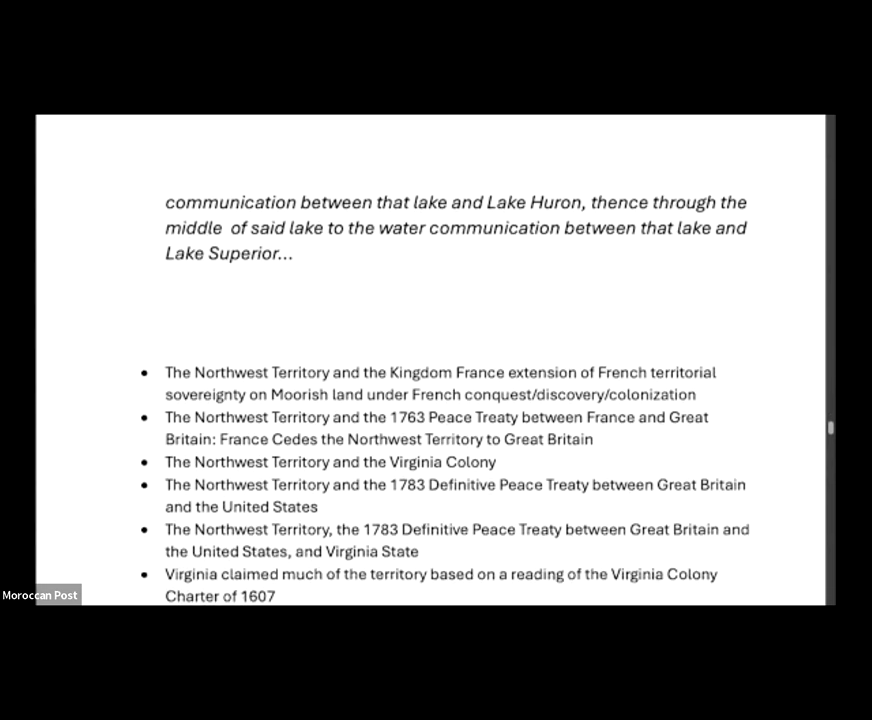 communication between that lake and Lake Huron, thence through the
middle of said lake to the water communication between that lake and
Lake Superior...
• The Northwest Territory and the Kingdom France extension of French territorial
sovereignty on Moorish land under French conquest/discovery/colonization
• The Northwest Territory and the 1763 Peace Treaty between France and Great
Britain: France Cedes the Northwest Territory to Great Britain
• The Northwest Territory and the Virginia Colony
• The Northwest Territory and the 1783 Definitive Peace Treaty between Great Britain
and the United States
• The Northwest Territory, the 1783 Definitive Peace Treaty between Great Britain and
the United States, and Virginia State
• Virginia claimed much of the territory based on a reading of the Virginia Colony
Charter of 1607
Moroccan Post